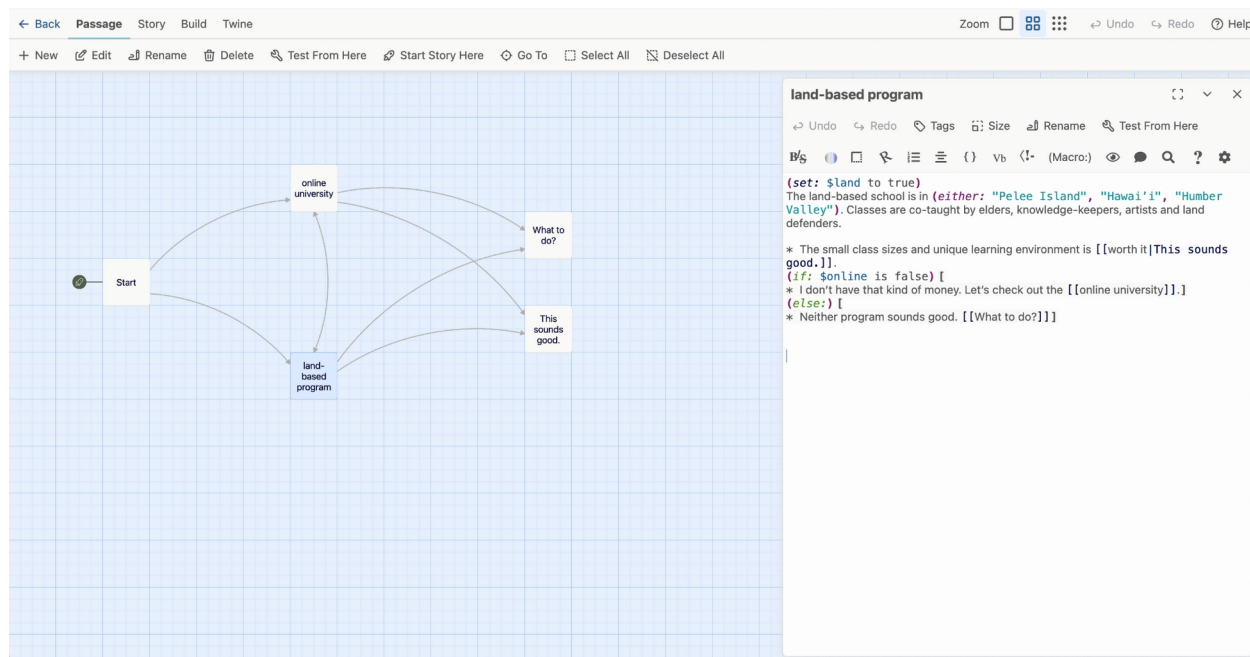 ← Back Passage Story Build Twine Zoom Undo Redo Help
+ New Edit Rename Delete Test From Here Start Story Here Go To Select All Deselect All
online
university
What to
do?
Start
This
sounds
good.
land-
based
program
land-based program
Undo Redo Tags Size Rename Test From Here
(Macro:)
(set: $land to true)
The land-based school is in (either: "Pelee Island", "Hawai'i", "Humber
Valley"). Classes are co-taught by elders, knowledge-keepers, artists and land
defenders.
* The small class sizes and unique learning environment is [[worth it|This sounds
good.]].
(if: $online is false) [
* I don't have that kind of money. Let's check out the [[online university]].]
(else:) [
* Neither program sounds good. [[What to do?]]]